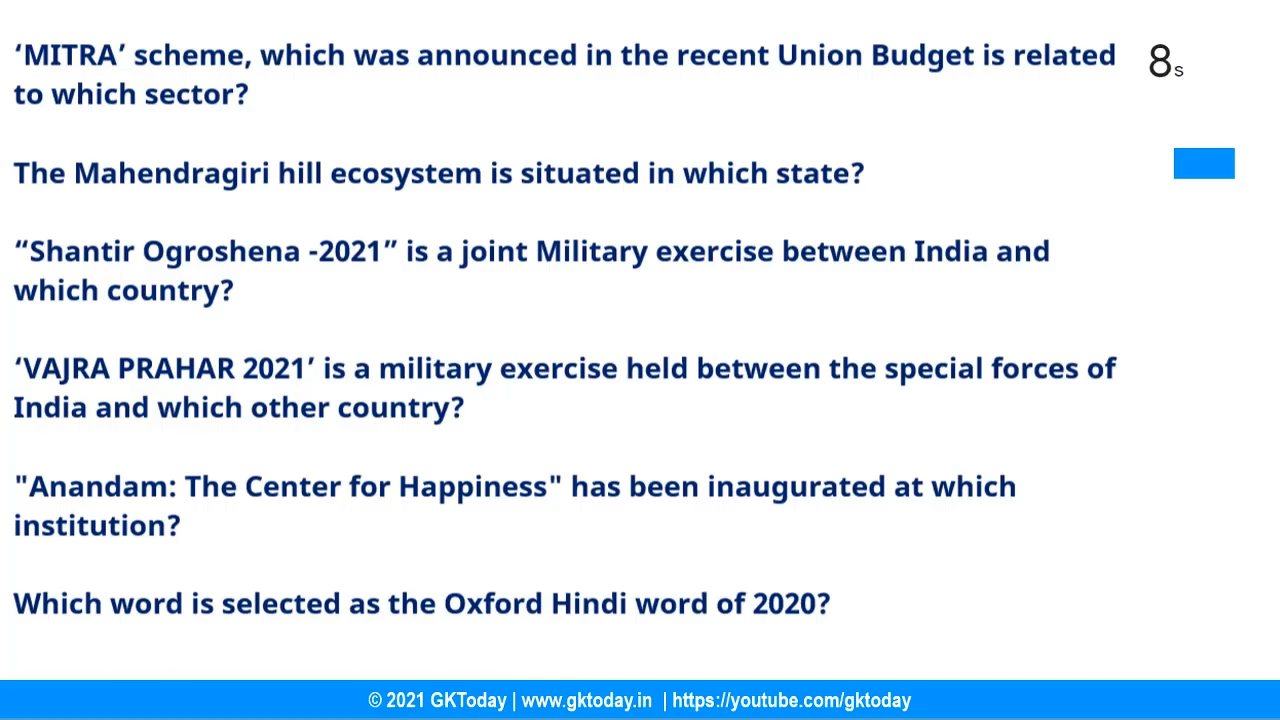 ‘MITRA’ scheme, which was announced in the recent Union Budget is related
to which sector?
8s
The Mahendragiri hill ecosystem is situated in which state?
“Shantir Ogroshena -2021” is a joint Military exercise between India and
which country?
‘VAJRA PRAHAR 2021’ is a military exercise held between the special forces of
India and which other country?
"Anandam: The Center for Happiness" has been inaugurated at which
institution?
Which word is selected as the Oxford Hindi word of 2020?
© 2021 GKToday | www.gktoday.in | https://youtube.com/gktoday